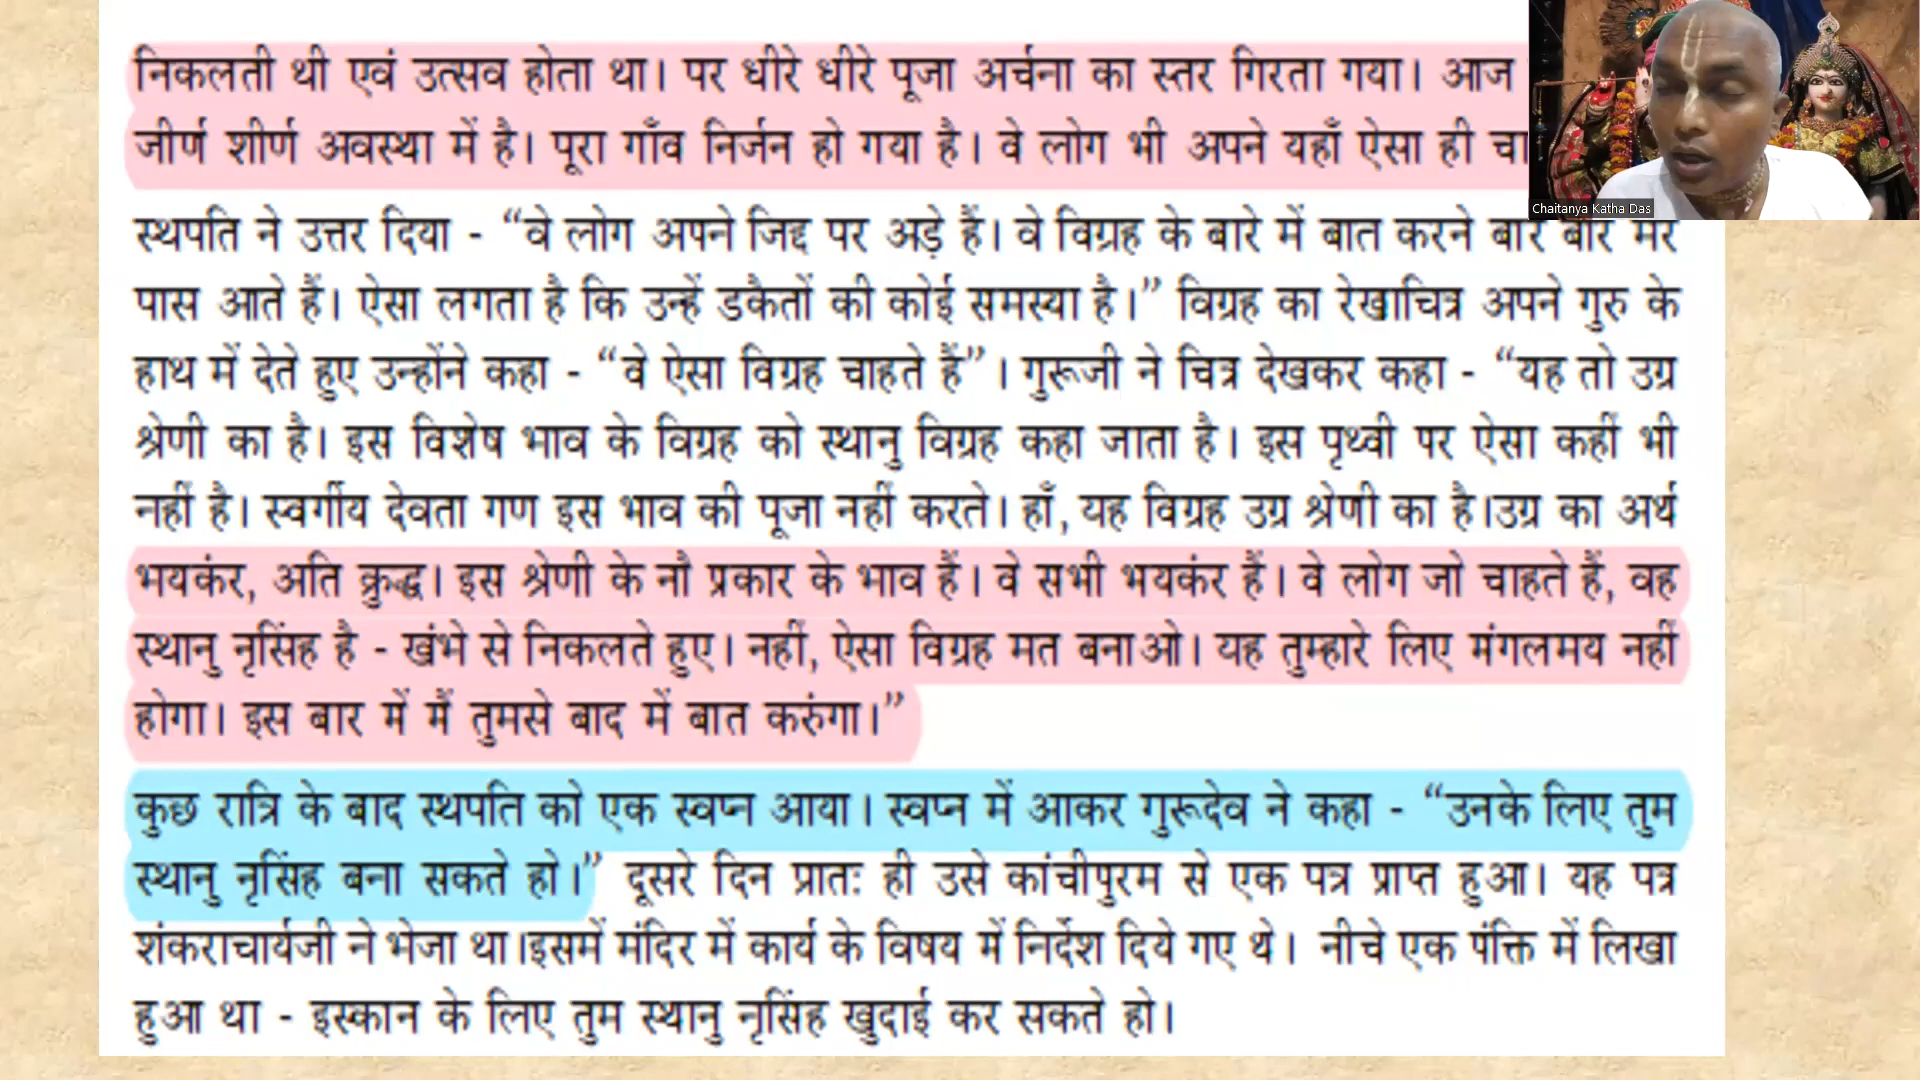 निकलती थी एवं उत्सव होता था। पर धीरे धीरे पूजा अर्चना का स्तर गिरता गया। आज
जीर्ण शीर्ण अवस्था में है। पूरा गाँव निर्जन हो गया है। वे लोग भी अपने यहाँ ऐसा ही
Chaitanya Katha Das
स्थपति ने उत्तर दिया - “वे लोग अपने जिद्द पर अड़े हैं। वे विग्रह के बारे में बात करने बार बार मेरे
पास आते हैं। ऐसा लगता है कि उन्हें डकैतों की कोई समस्या है।” विग्रह का रेखाचित्र अपने गुरु के
हाथ में देते हुए उन्होंने कहा - “वे ऐसा विग्रह चाहते हैं”। गुरूजी ने चित्र देखकर कहा - “यह तो उग्र
श्रेणी का है। इस विशेष भाव के विग्रह को स्थानु विग्रह कहा जाता है। इस पृथ्वी पर ऐसा कहीं भी
नहीं है। स्वर्गीय देवता गण इस भाव की पूजा नहीं करते। हाँ, यह विग्रह उग्र श्रेणी का है।उग्र का अर्थ
भयकंर, अति क्रुद्ध। इस श्रेणी के नौ प्रकार के भाव हैं। वे सभी भयकंर हैं। वे लोग जो चाहते हैं, वह
स्थानु नृसिंह है - खंभे से निकलते हुए। नहीं, ऐसा विग्रह मत बनाओ। यह तुम्हारे लिए मंगलमय नहीं
होगा। इस बार में मैं तुमसे बाद में बात करुंगा।”
कुछ रात्रि के बाद स्थपति को एक स्वप्न आया। स्वप्न में आकर गुरूदेव ने कहा - “उनके लिए तुम
स्थानु नृसिंह बना सकते हो।” दूसरे दिन प्रातः ही उसे कांचीपुरम से एक पत्र प्राप्त हुआ। यह पत्र
शंकराचार्यजी ने भेजा था।इसमें मंदिर में कार्य के विषय में निर्देश दिये गए थे। नीचे एक पंक्ति में लिखा
हुआ था - इस्कान के लिए तुम स्थानु नृसिंह खुदाई कर सकते हो।